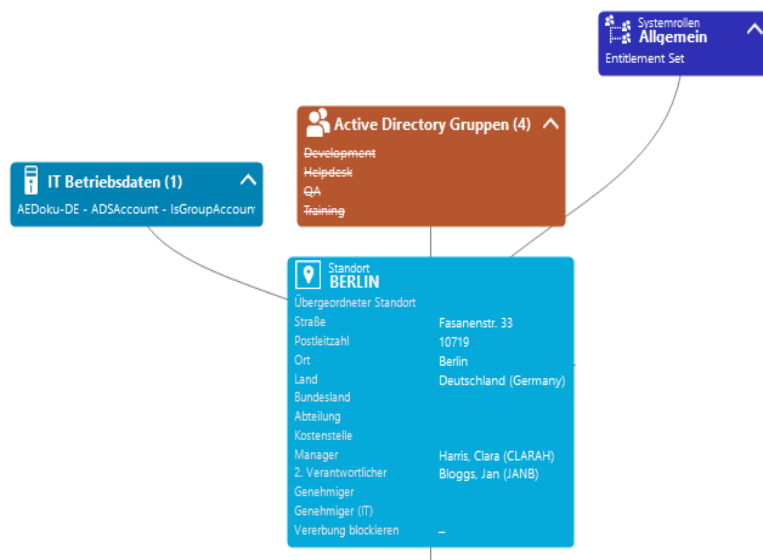 Systemrollen
Allgemein
Entitlement Set
Active Directory Gruppen (4)
Development
Helpdesk
QA
Training
IT Betriebsdaten (1)
AEDoku-DE - ADSAccount - IsGroupAccount
Standort
BERLIN
Übergeordneter Standort
Straße Fasanenstr. 33
Postleitzahl 10719
Ort Berlin
Land Deutschland (Germany)
Bundesland
Abteilung
Kostenstelle
Manager Harris, Clara (CLARAH)
2. Verantwortlicher Bloggs, Jan (JANB)
Genehmiger
Genehmiger (IT)
Vererbung blockieren –